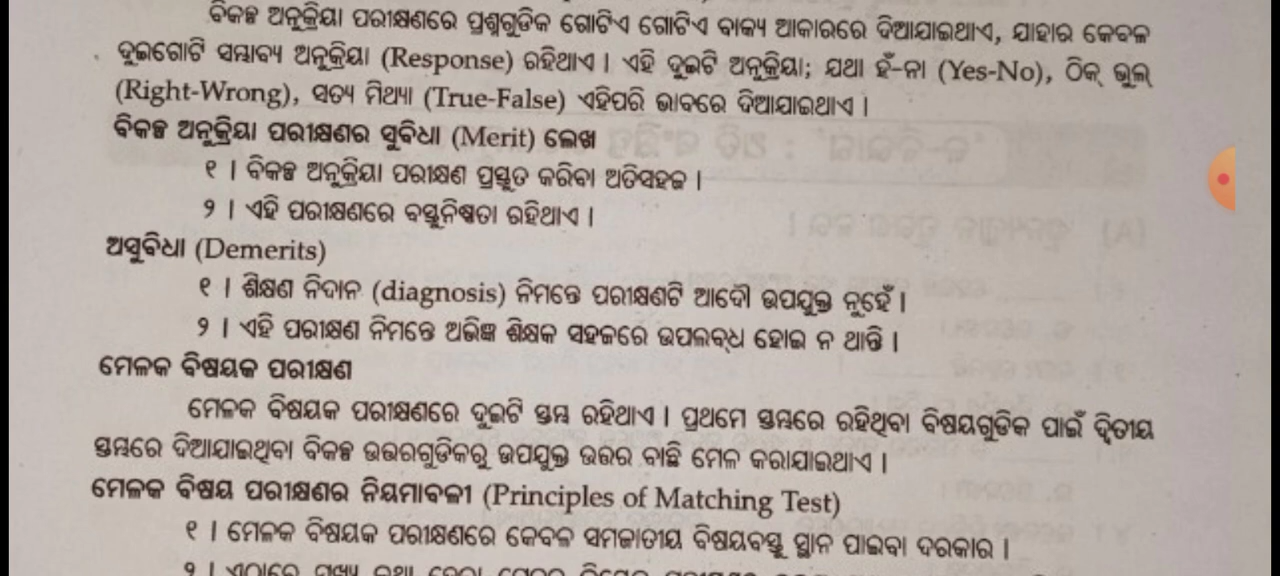 ବିକଳ୍ପ ଅନୁକ୍ରିୟା ପରୀକ୍ଷଣରେ ପ୍ରଶ୍ନଗୁଡିକ ଗୋଟିଏ ଗୋଟିଏ ବାକ୍ୟ ଆକାରରେ ଦିଆଯାଇଥାଏ, ଯାହାର କେବଳ
ଦୁଇଗୋଟି ସମ୍ଭାବ୍ୟ ଅନୁକ୍ରିୟା (Response) ରହିଥାଏ । ଏହି ଦୁଇଟି ଅନୁକ୍ରିୟା; ଯଥା ହଁ-ନା (Yes-No), ଠିକ୍ ଭୁଲ୍
(Right-Wrong), ସତ୍ୟ ମିଥ୍ୟା (True-False) ଏହିପରି ଭାବରେ ଦିଆଯାଇଥାଏ ।
ବିକଳ୍ପ ଅନୁକ୍ରିୟା ପରୀକ୍ଷଣର ସୁବିଧା (Merit) ଲେଖ
୧ । ବିକଳ୍ପ ଅନୁକ୍ରିୟା ପରୀକ୍ଷଣ ପ୍ରସ୍ତୁତ କରିବା ଅତିସହଜ ।
୨ । ଏହି ପରୀକ୍ଷଣରେ ବସ୍ତୁନିଷ୍ଠତା ରହିଥାଏ ।
ଅସୁବିଧା (Demerits)
୧ । ଶିକ୍ଷଣ ନିଦାନ (diagnosis) ନିମନ୍ତେ ପରୀକ୍ଷଣଟି ଆଦୌ ଉପଯୁକ୍ତ ନୁହେଁ ।
୨ । ଏହି ପରୀକ୍ଷଣ ନିମନ୍ତେ ଅଭିଜ୍ଞ ଶିକ୍ଷକ ସହଜରେ ଉପଲବ୍ଧ ହୋଇ ନ ଥାନ୍ତି ।
ମେଳକ ବିଷୟକ ପରୀକ୍ଷଣ
ମେଳକ ବିଷୟକ ପରୀକ୍ଷଣରେ ଦୁଇଟି ସ୍ତମ୍ଭ ରହିଥାଏ । ପ୍ରଥମେ ସ୍ତମ୍ଭରେ ରହିଥିବା ବିଷୟଗୁଡିକ ପାଇଁ ଦ୍ୱିତୀୟ
ସ୍ତମ୍ଭରେ ଦିଆଯାଇଥିବା ବିକଳ୍ପ ଉତ୍ତରଗୁଡିକରୁ ଉପଯୁକ୍ତ ଉତ୍ତର ବାଛି ମେଳ କରାଯାଇଥାଏ ।
ମେଳକ ବିଷୟ ପରୀକ୍ଷଣର ନିୟମାବଳୀ (Principles of Matching Test)
୧ । ମେଳକ ବିଷୟକ ପରୀକ୍ଷଣରେ କେବଳ ସମଜାତୀୟ ବିଷୟବସ୍ତୁ ସ୍ଥାନ ପାଇବା ଦରକାର ।